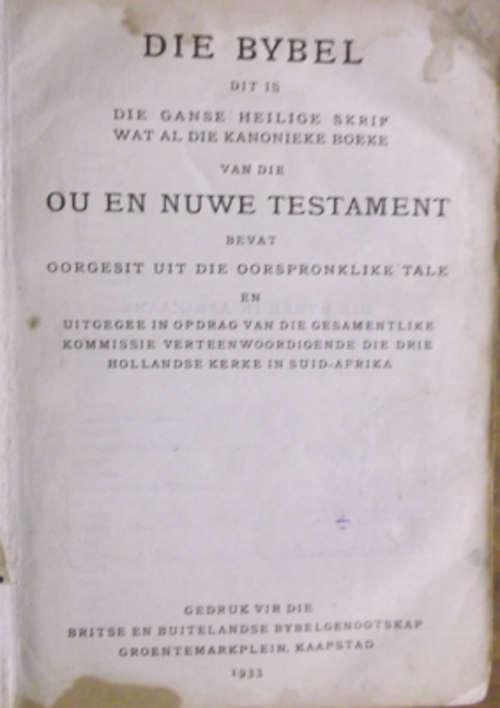 DIE BYBEL
DIT IS
DIE GANSE HEILIGE SKRIF
WAT AL DIE KANONIEKE BOEKE
VAN DIE
OU EN NUWE TESTAMENT
BEVAT
OORGESIT UIT DIE OORSPRONKLIKE TALE
EN
UITGEGEE IN OPDRAG VAN DIE GESAMENTLIKE
KOMMISSIE VERTEENWOORDIGENDE DIE DRIE
HOLLANDSE KERKE IN SUID-AFRIKA
GEDRUK VIR DIE
BRITSE EN BUITELANDSE BYBELGENOOTSKAP
GROENTEMARKPLEIN, KAAPSTAD
1933